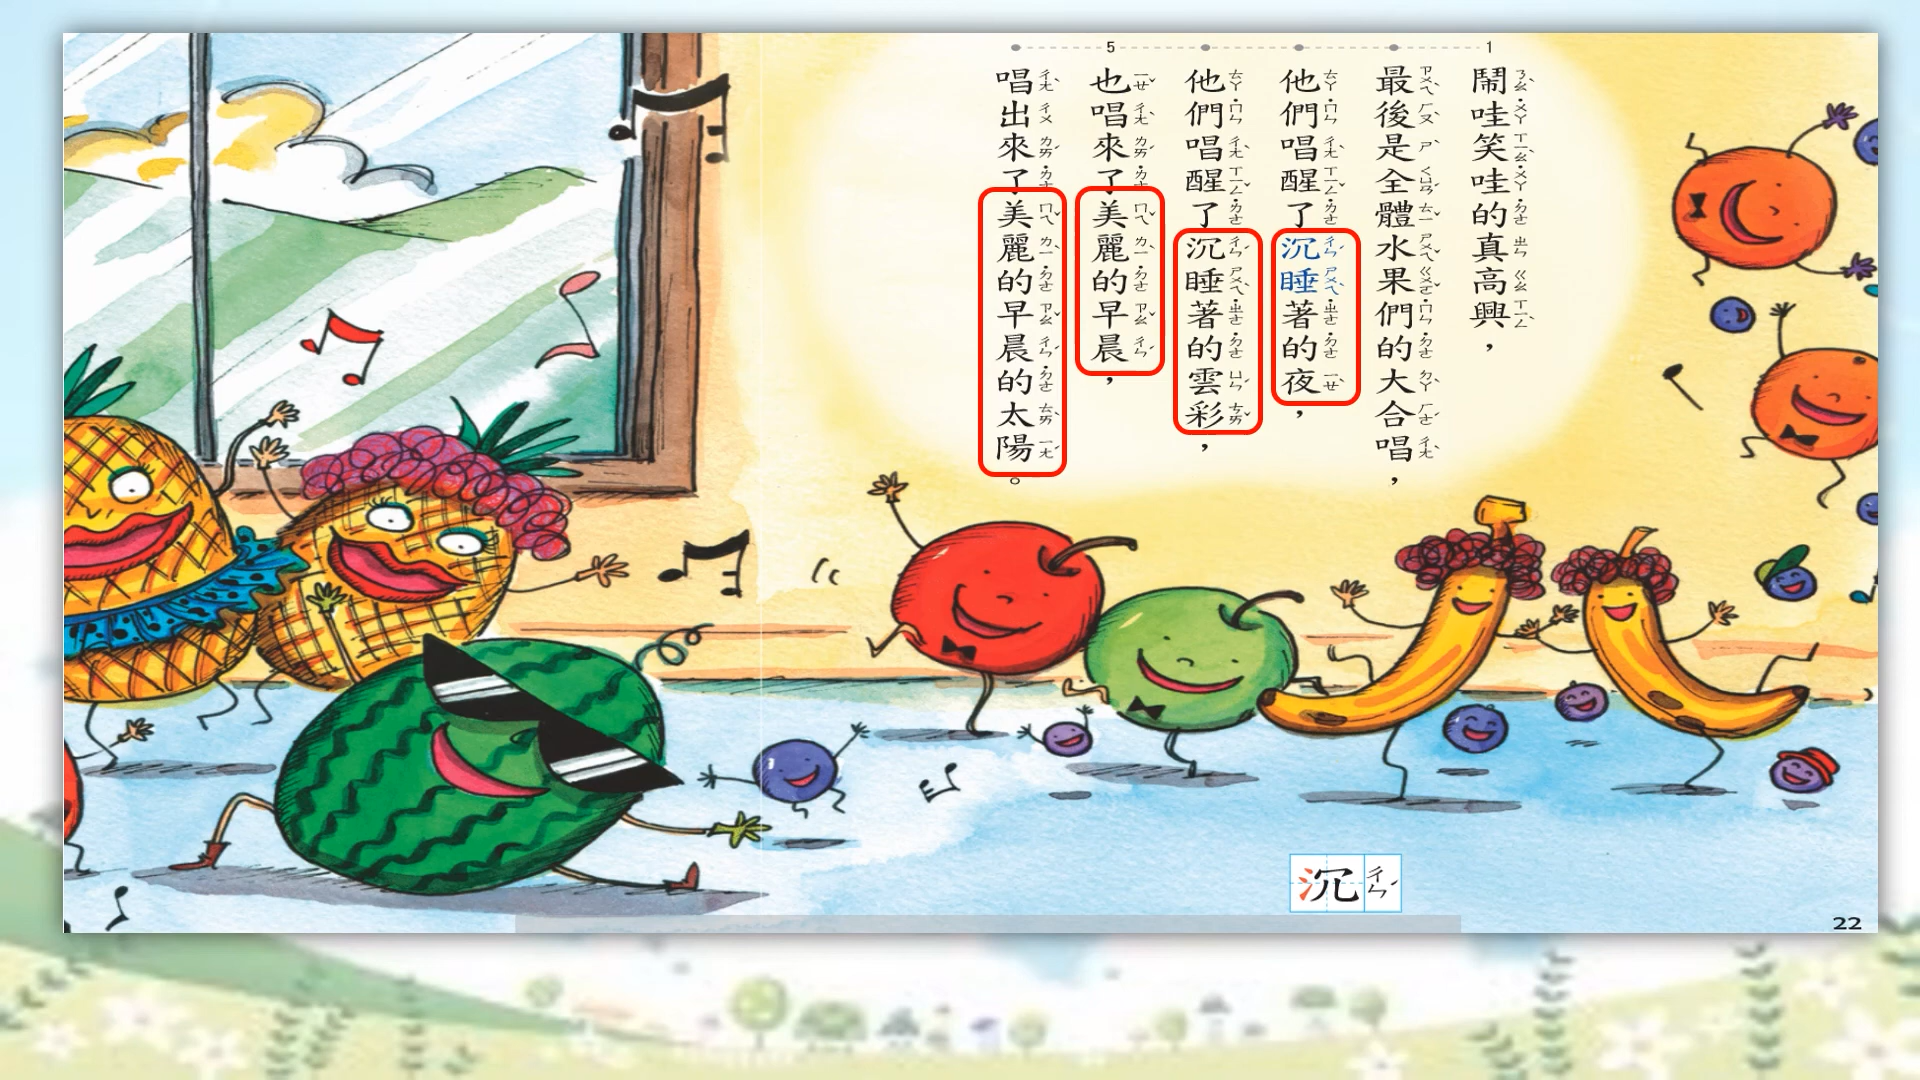 1
5
鬧哇笑哇的真高興，
最後是全體水果們的大合唱，
他們唱醒了沉睡著的夜，
他們唱醒了沉睡著的雲彩，
也唱來了美麗的早晨，
唱出來了美麗的早晨的太陽。
沉 ㄔㄣˊ
22